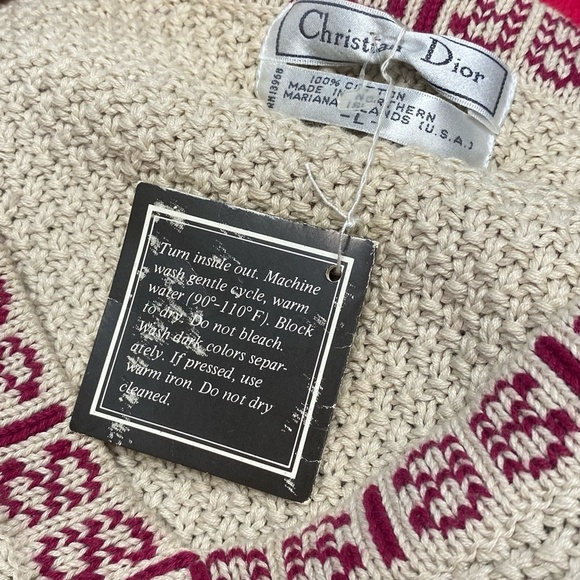 Christian Dior
RN13968
100% COTTON
MADE IN NORTHERN
MARIANA ISLANDS (U.S.A.)
- L -
Turn inside out. Machine
wash gentle cycle, warm
water (90°-110°F). Block
to dry. Do not bleach.
Wash dark colors separ-
ately. If pressed, use
warm iron. Do not dry
cleaned.